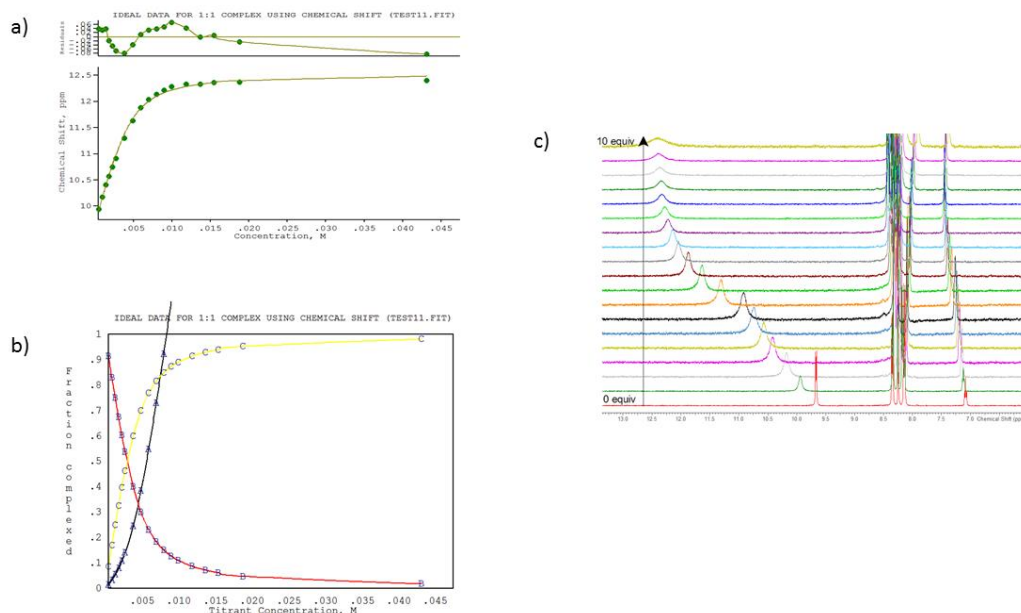 a)
IDEAL DATA FOR 1:1 COMPLEX USING CHEMICAL SHIFT (TEST11.FIT)
Residuals
12.5
12
11.5
11
10.5
10
Chemical Shift, ppm
.005 .010 .015 .020 .025 .030 .035 .040 .045
Concentration, M
b)
IDEAL DATA FOR 1:1 COMPLEX USING CHEMICAL SHIFT (TEST11.FIT)
Fraction complexed
1
.9
.8
.7
.6
.5
.4
.3
.2
.1
0
.005 .010 .015 .020 .025 .030 .035 .040 .045
Titrant Concentration, M
c)
10 equiv
0 equiv
13.0 12.5 12.0 11.5 11.0 10.5 10.0 9.5 9.0 8.5 8.0 7.5 7.0
Chemical Shift (pp